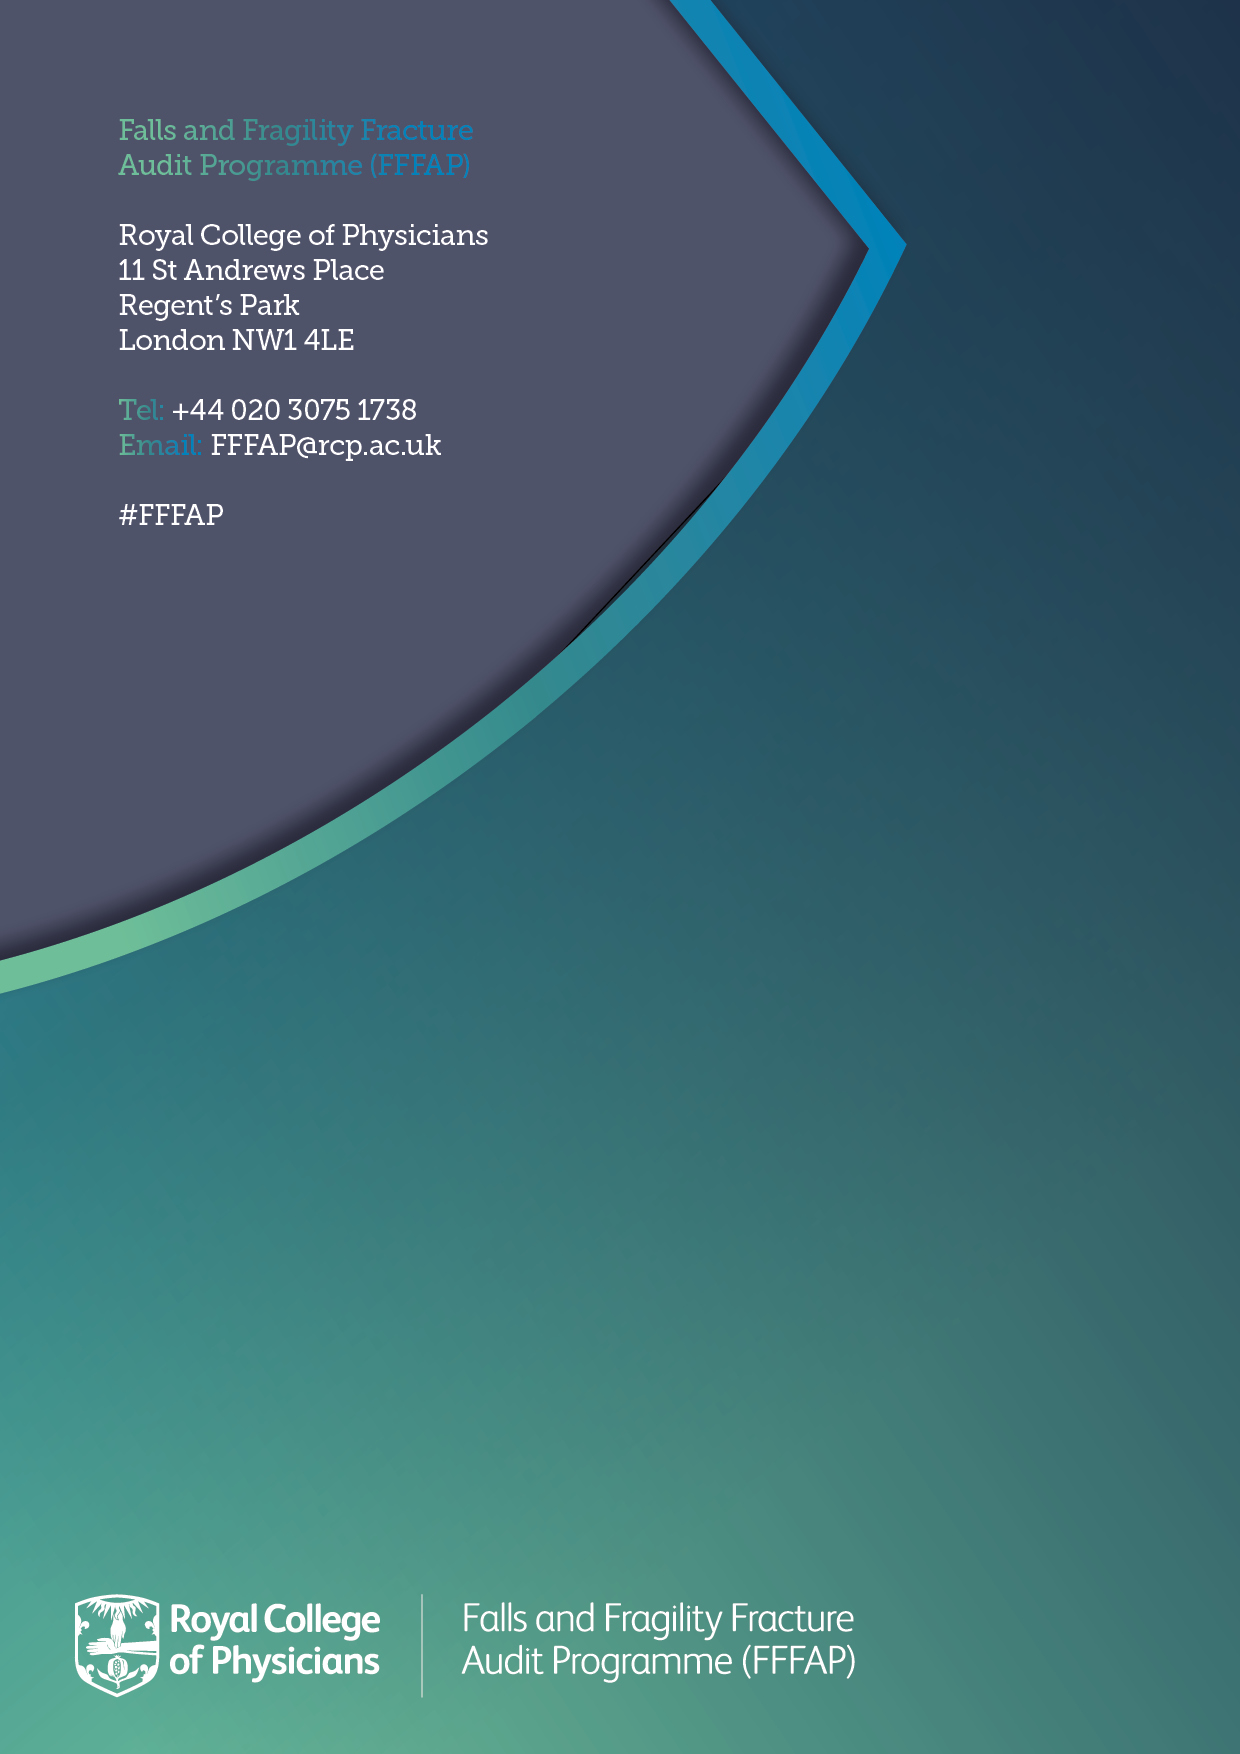 Falls and Fragility Fracture
Audit Programme (FFFAP)
Royal College of Physicians
11 St Andrews Place
Regent’s Park
London NW1 4LE
Tel: +44 020 3075 1738
Email: FFFAP@rcp.ac.uk
#FFFAP
Royal College
of Physicians
Falls and Fragility Fracture
Audit Programme (FFFAP)